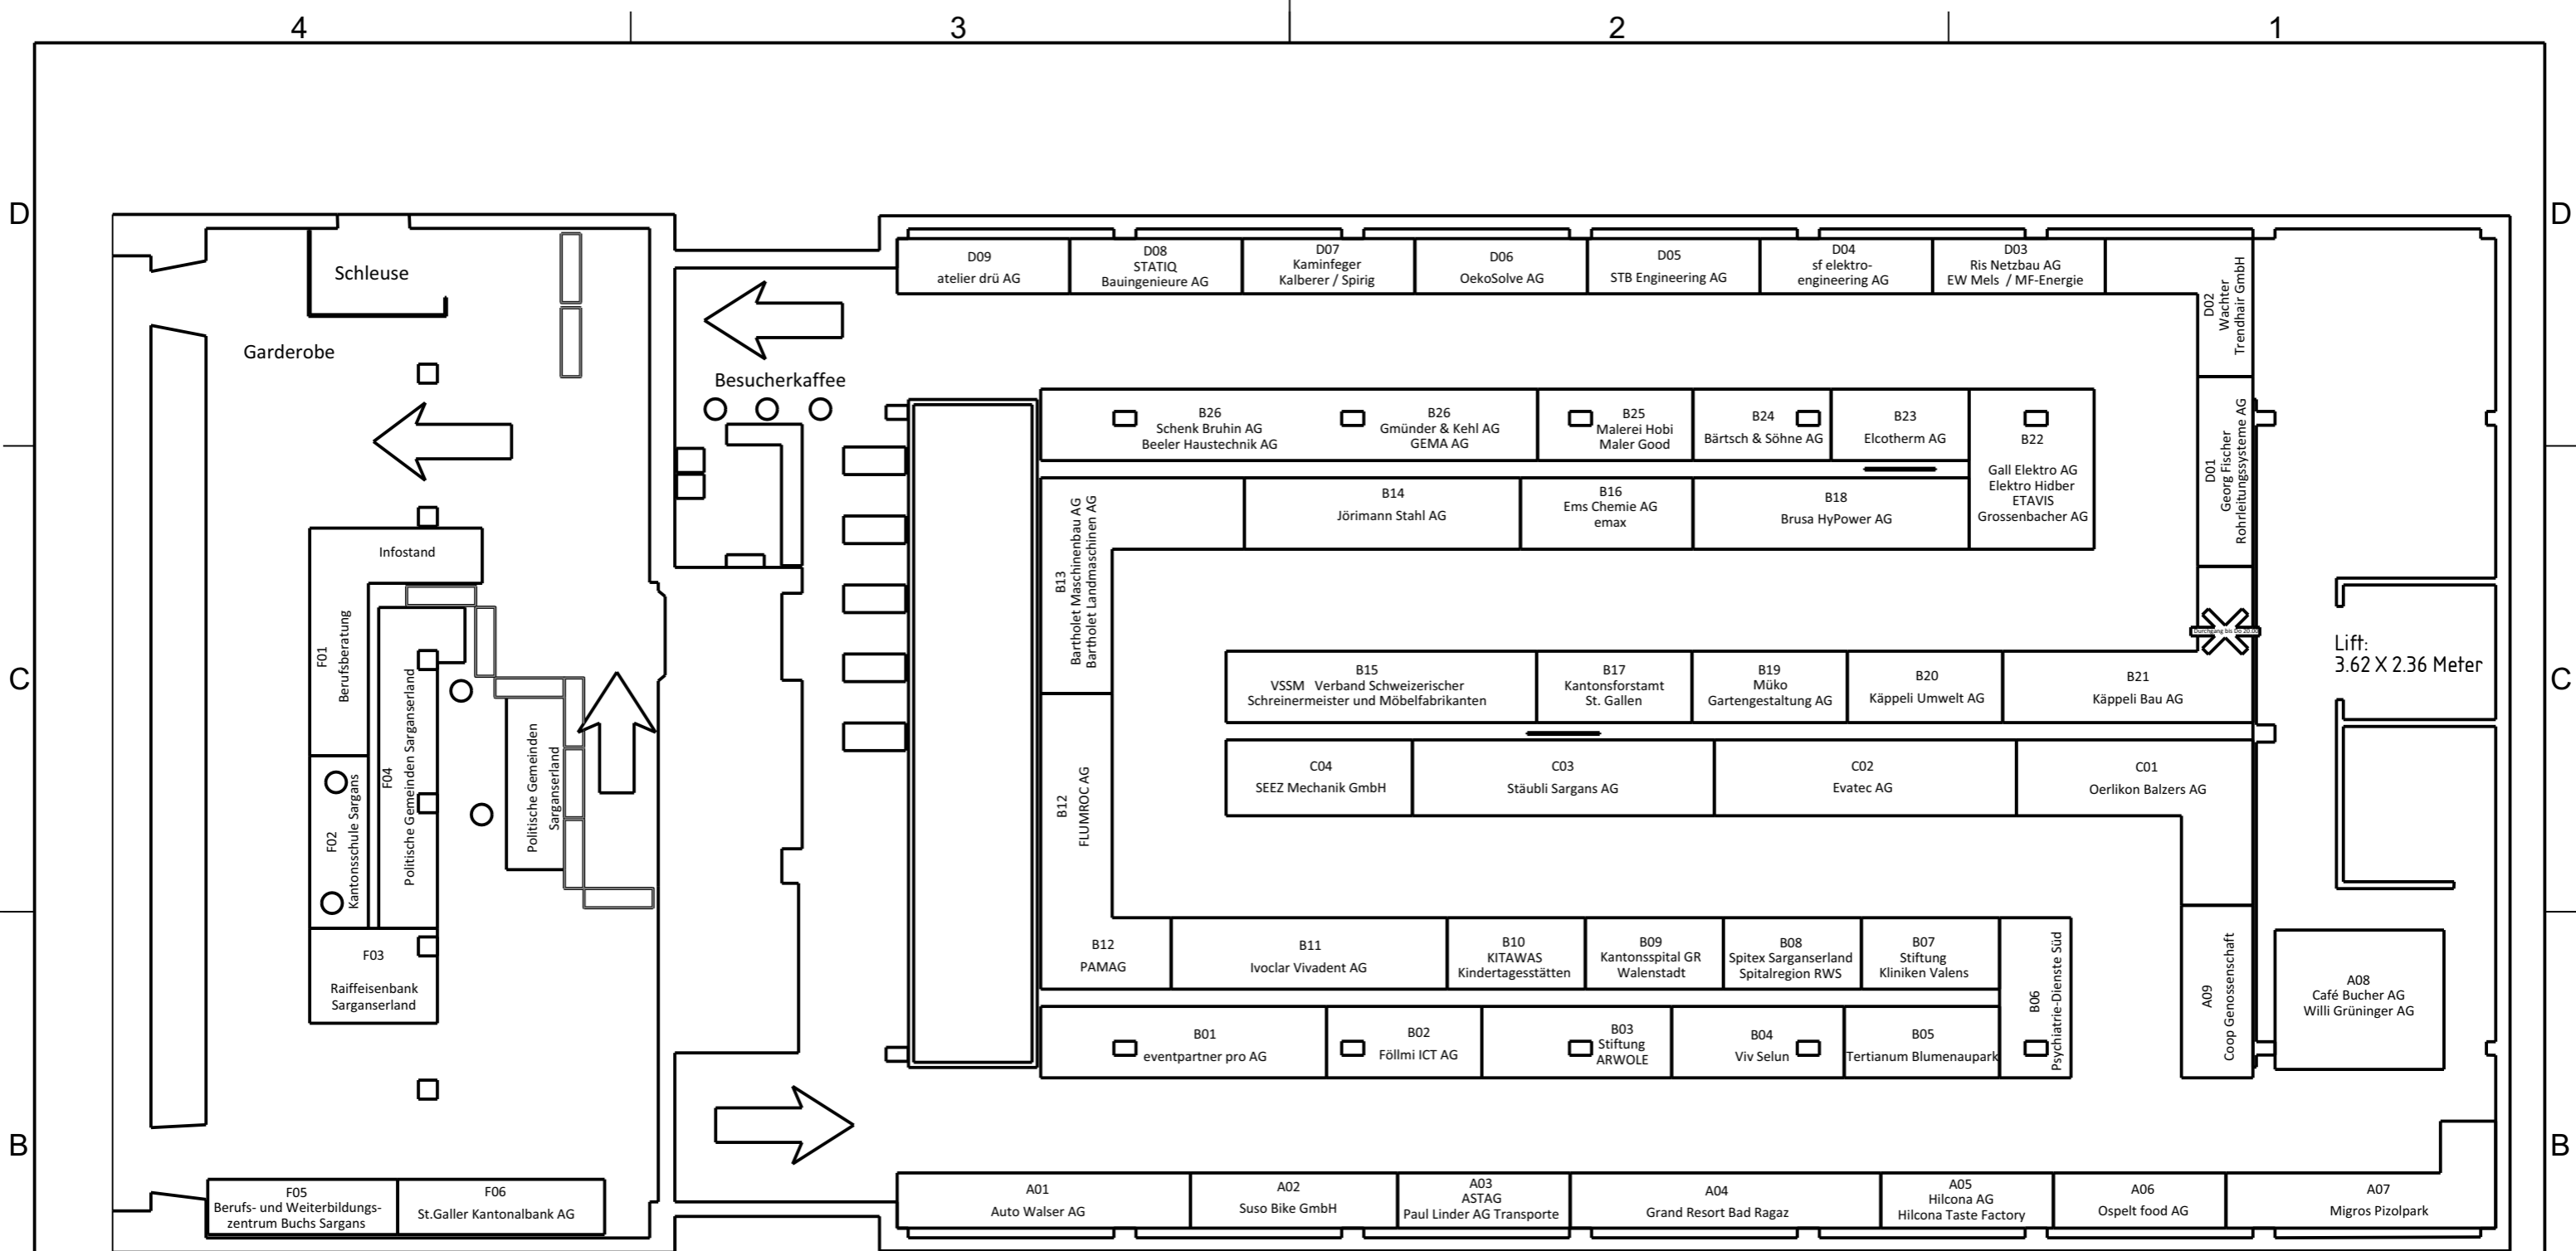 4
3
2
1
D
D
C
C
B
B
Schleuse
Garderobe
Besucherkaffee
Infostand
F01
Berufsberatung
F02
Kantonsschule Sargans
F04
Politische Gemeinden Sarganserland
Politische Gemeinden
Sarganserland
F03
Raiffeisenbank
Sarganserland
F05
Berufs- und Weiterbildungs-
zentrum Buchs Sargans
F06
St.Galler Kantonalbank AG
D09
atelier drü AG
D08
STATIQ
Bauingenieure AG
D07
Kaminfeger
Kalberer / Spirig
D06
OekoSolve AG
D05
STB Engineering AG
D04
sf elektro-
engineering AG
D03
Ris Netzbau AG
EW Mels / MF-Energie
D02
Wachter
Trendhair GmbH
D01
Georg Fischer
Rohrleitungssysteme AG
Durchgang bis Do 20.00
B26
Schenk Bruhin AG
Beeler Haustechnik AG
B26
Gmünder & Kehl AG
GEMA AG
B25
Malerei Hobi
Maler Good
B24
Bärtsch & Söhne AG
B23
Elcotherm AG
B22
Gall Elektro AG
Elektro Hidber
ETAVIS
Grossenbacher AG
B13
Bartholet Maschinenbau AG
Bartholet Landmaschinen AG
B14
Jörimann Stahl AG
B16
Ems Chemie AG
emax
B18
Brusa HyPower AG
B15
VSSM Verband Schweizerischer
Schreinermeister und Möbelfabrikanten
B17
Kantonsforstamt
St. Gallen
B19
Müko
Gartengestaltung AG
B20
Käppeli Umwelt AG
B21
Käppeli Bau AG
Lift:
3.62 X 2.36 Meter
B12
FLUMROC AG
C04
SEEZ Mechanik GmbH
C03
Stäubli Sargans AG
C02
Evatec AG
C01
Oerlikon Balzers AG
B12
PAMAG
B11
Ivoclar Vivadent AG
B10
KITAWAS
Kindertagesstätten
B09
Kantonsspital GR
Walenstadt
B08
Spitex Sarganserland
Spitalregion RWS
B07
Stiftung
Kliniken Valens
B06
Psychiatrie-Dienste Süd
A09
Coop Genossenschaft
A08
Café Bucher AG
Willi Grüninger AG
B01
eventpartner pro AG
B02
Föllmi ICT AG
B03
Stiftung
ARWOLE
B04
Viv Selun
B05
Tertianum Blumenaupark
A01
Auto Walser AG
A02
Suso Bike GmbH
A03
ASTAG
Paul Linder AG Transporte
A04
Grand Resort Bad Ragaz
A05
Hilcona AG
Hilcona Taste Factory
A06
Ospelt food AG
A07
Migros Pizolpark